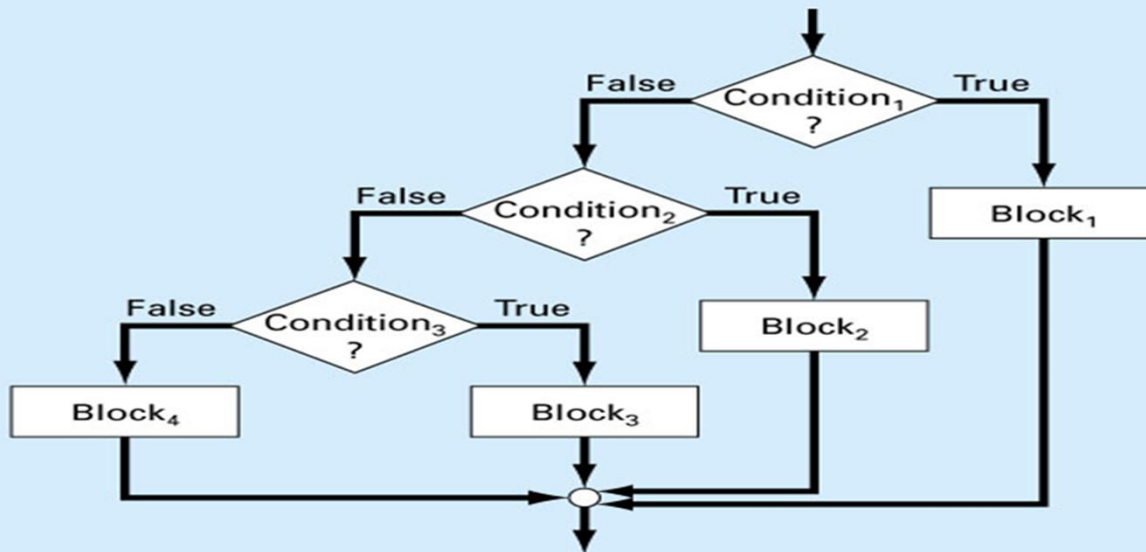 False
True
Condition₁
?
Block₁
False
True
Condition₂
?
Block₂
False
True
Condition₃
?
Block₄
Block₃